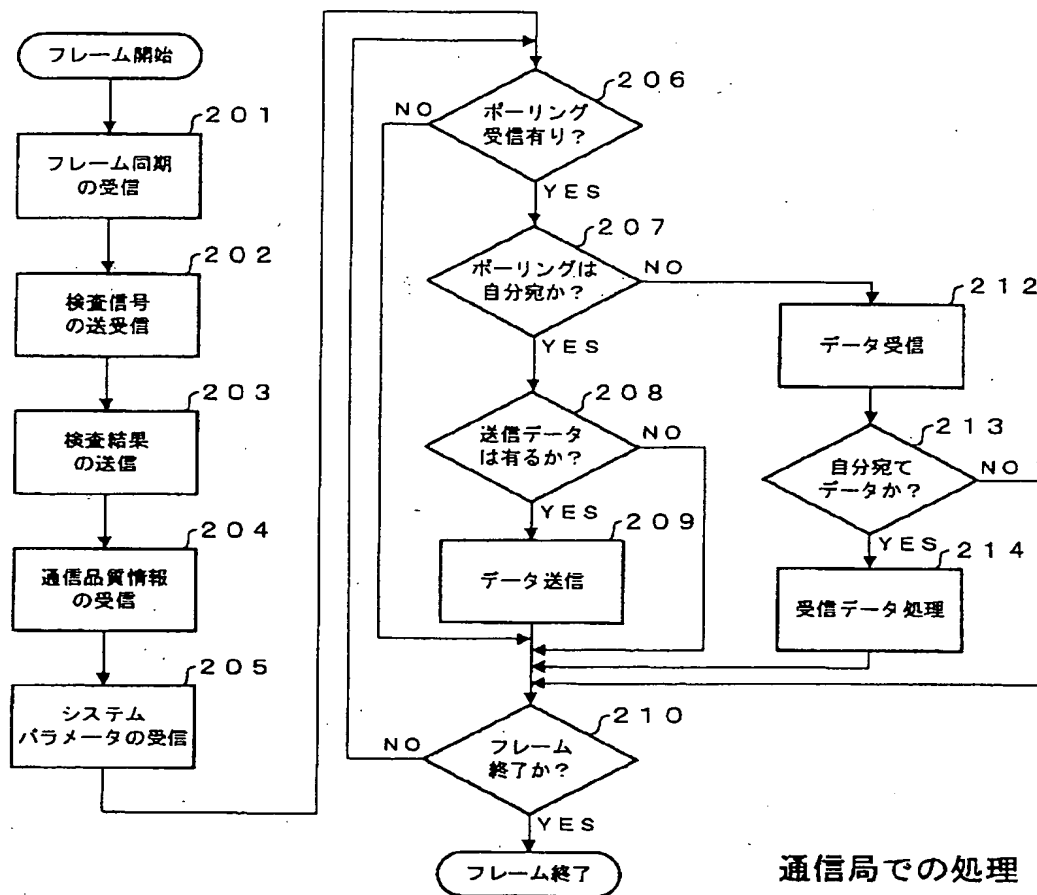 フレーム開始
201
フレーム同期
の受信
202
検査信号
の送受信
203
検査結果
の送信
204
通信品質情報
の受信
205
システム
パラメータの受信
206
ポーリング
受信有り？
NO
YES
207
ポーリングは
自分宛か？
NO
YES
208
送信データ
は有るか？
NO
YES
209
データ送信
212
データ受信
213
自分宛て
データか？
NO
YES
214
受信データ処理
210
フレーム
終了か？
NO
YES
フレーム終了
通信局での処理